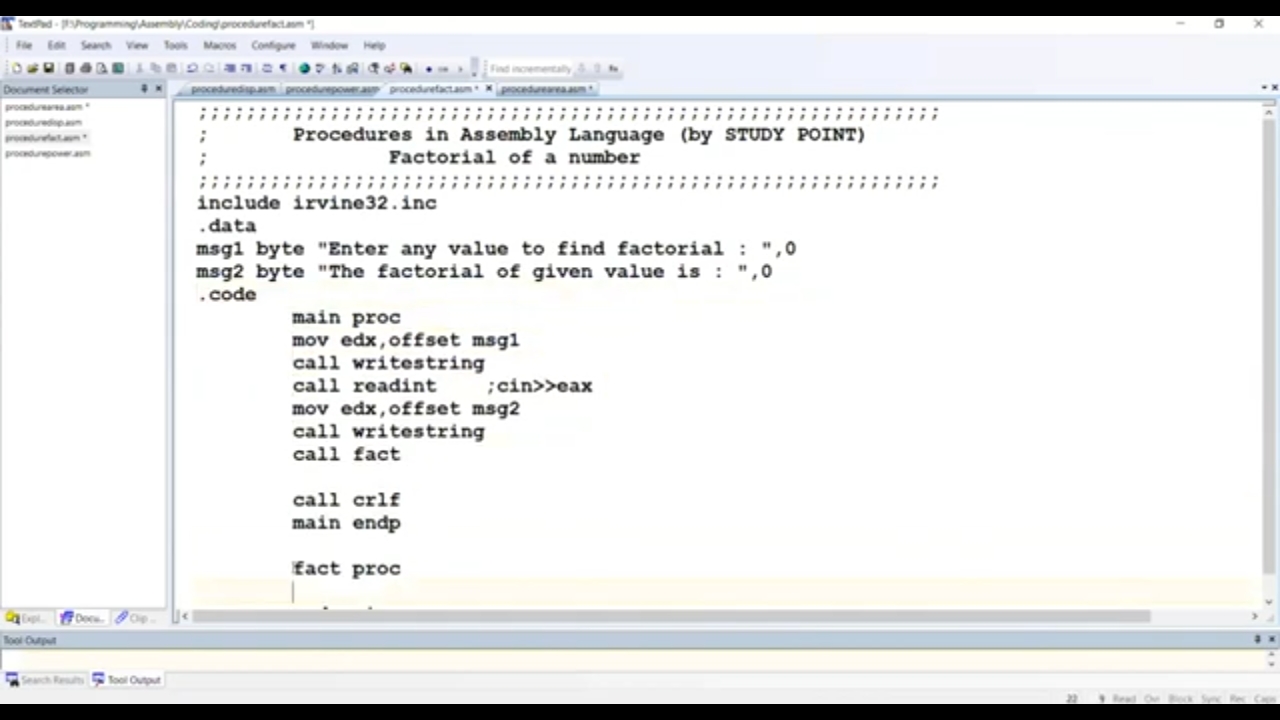 TextPad - [F:\Programming\Assembly\Coding\procedurefact.asm *]
File Edit Search View Tools Macros Configure Window Help
Find incrementally
Document Selector
proceduredisp.asm procedurepower.asm procedurefact.asm * procedurearea.asm *
procedurearea.asm *
proceduredisp.asm
procedurefact.asm *
procedurepower.asm
;;;;;;;;;;;;;;;;;;;;;;;;;;;;;;;;;;;;;;;;;;;;;;;;;;;;;;;;;;;;;;
; Procedures in Assembly Language (by STUDY POINT)
; Factorial of a number
;;;;;;;;;;;;;;;;;;;;;;;;;;;;;;;;;;;;;;;;;;;;;;;;;;;;;;;;;;;;;;
include irvine32.inc
.data
msg1 byte "Enter any value to find factorial : ",0
msg2 byte "The factorial of given value is : ",0
.code
main proc
mov edx,offset msg1
call writestring
call readint ;cin>>eax
mov edx,offset msg2
call writestring
call fact
call crlf
main endp
fact proc
Expl... Docu... Clip ...
Tool Output
Search Results Tool Output
22 9 Read Ovr Block Sync Rec Caps